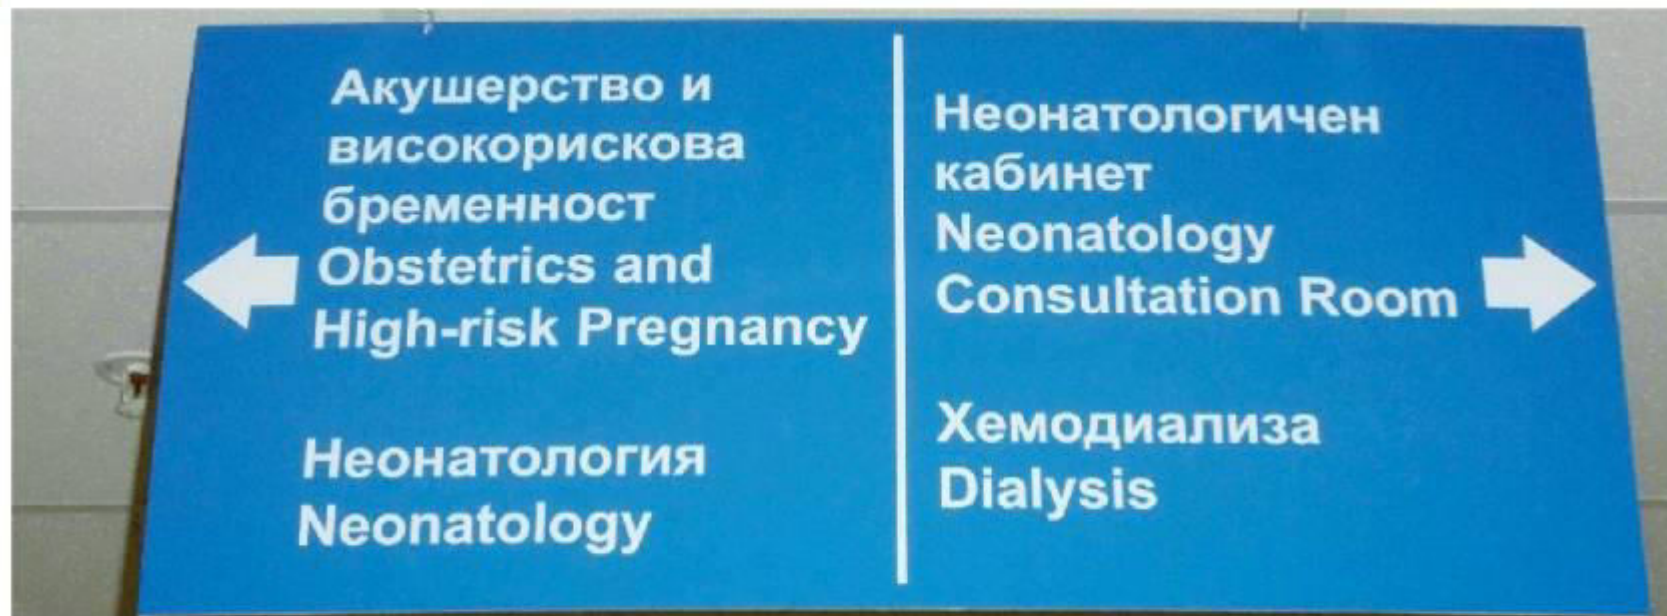 Акушерство и
високорискова
бременност
Obstetrics and
High-risk Pregnancy
Неонатология
Neonatology
Неонатологичен
кабинет
Neonatology
Consultation Room
Хемодиализа
Dialysis